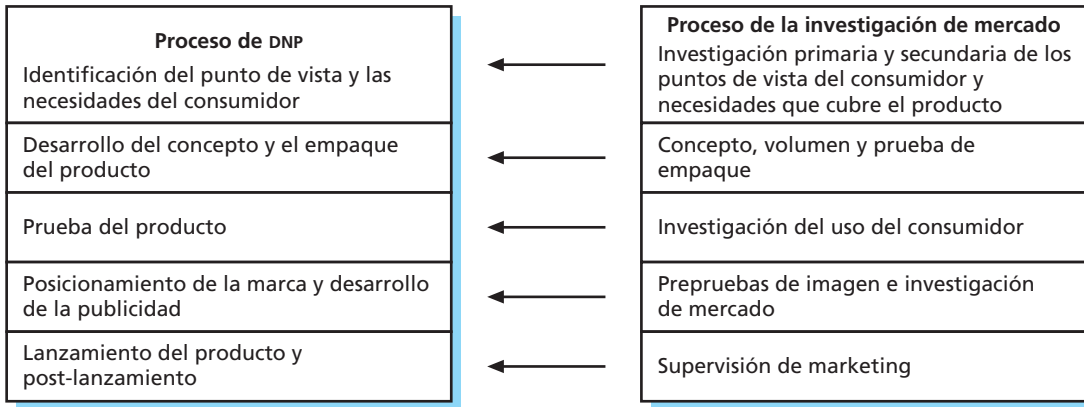 Proceso de DNP
Identificación del punto de vista y las
necesidades del consumidor
Desarrollo del concepto y el empaque
del producto
Prueba del producto
Posicionamiento de la marca y desarrollo
de la publicidad
Lanzamiento del producto y
post-lanzamiento
Proceso de la investigación de mercado
Investigación primaria y secundaria de los
puntos de vista del consumidor y
necesidades que cubre el producto
Concepto, volumen y prueba de
empaque
Investigación del uso del consumidor
Prepruebas de imagen e investigación
de mercado
Supervisión de marketing